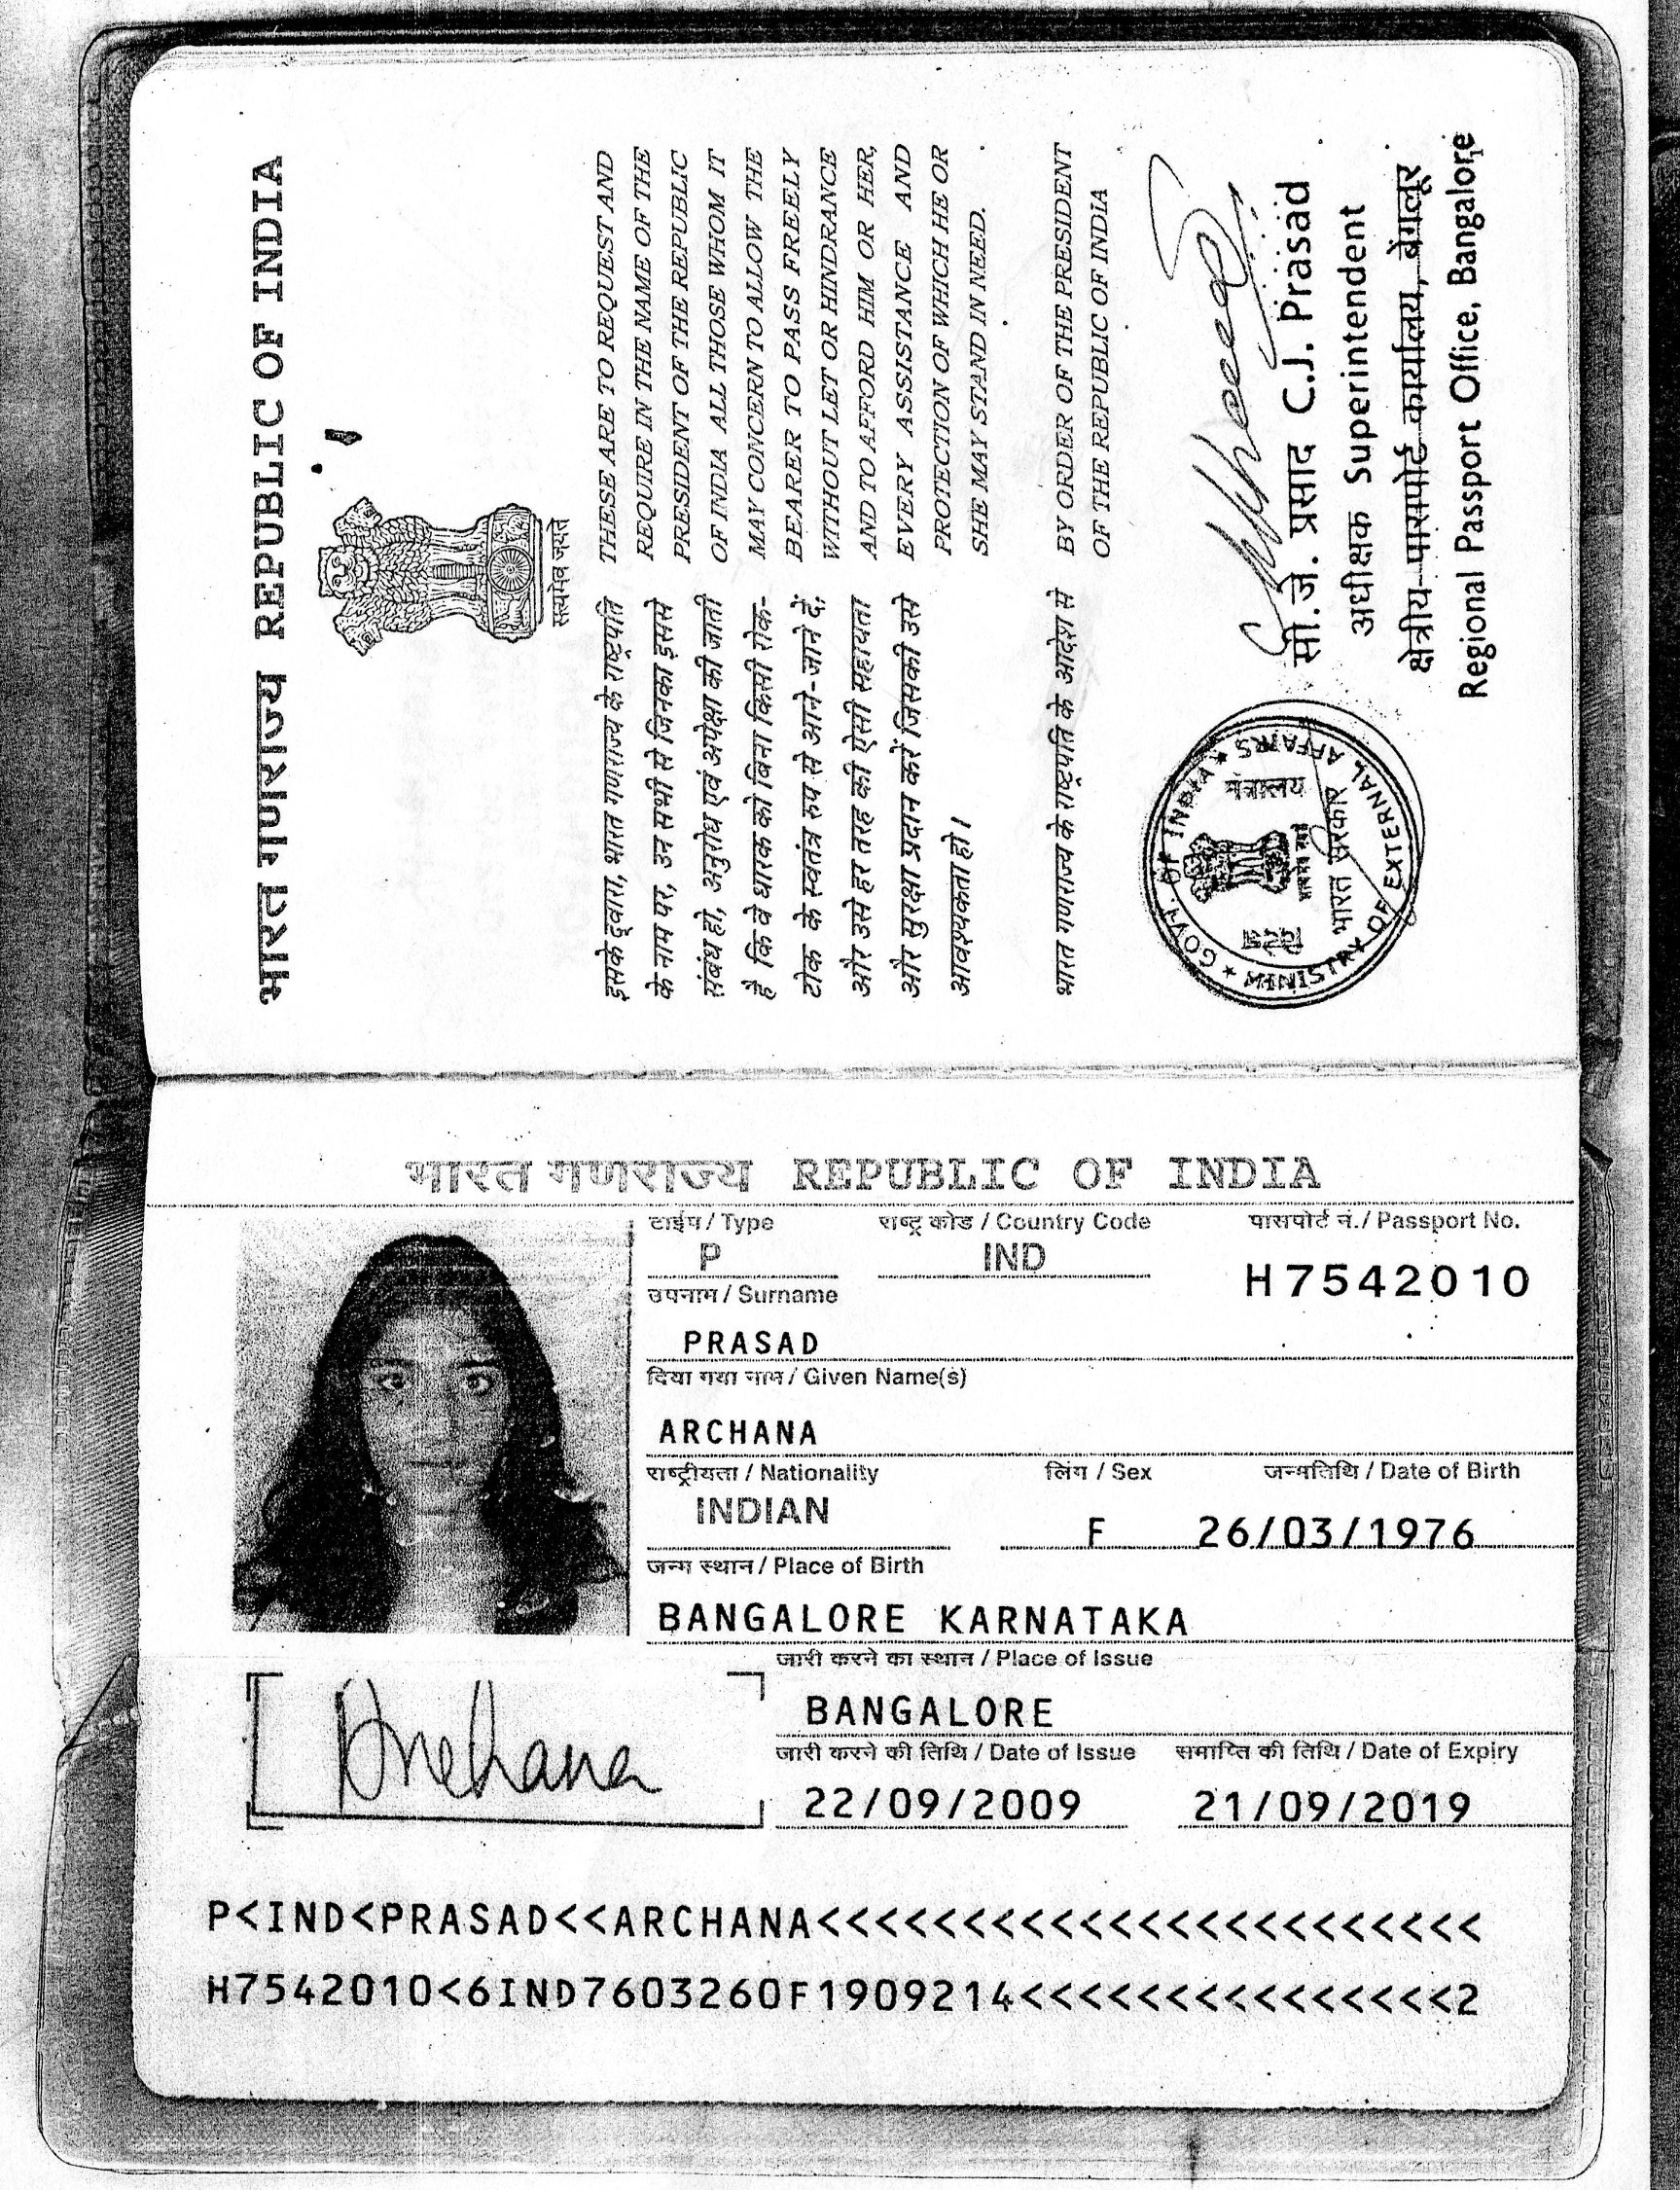 भारत गणराज्य REPUBLIC OF INDIA
सत्यमेव जयते
इसके द्वारा, भारत गणराज्य के राष्ट्रपति
के नाम पर, उन सभी से जिनका इससे
संबंध हो, अनुरोध एवं अपेक्षा की जाती
है कि वे धारक को बिना किसी रोक-
टोक के स्वतंत्र रुप से आने-जाने दें,
और उसे हर तरह की ऐसी सहायता
और सुरक्षा प्रदान करें जिसकी उसे
आवश्यकता हो।
THESE ARE TO REQUEST AND
REQUIRE IN THE NAME OF THE
PRESIDENT OF THE REPUBLIC
OF INDIA ALL THOSE WHOM IT
MAY CONCERN TO ALLOW THE
BEARER TO PASS FREELY
WITHOUT LET OR HINDRANCE
AND TO AFFORD HIM OR HER,
EVERY ASSISTANCE AND
PROTECTION OF WHICH HE OR
SHE MAY STAND IN NEED.
भारत गणराज्य के राष्ट्रपति के आदेश से
BY ORDER OF THE PRESIDENT
OF THE REPUBLIC OF INDIA
★ GOVT. OF INDIA ★
MINISTRY OF EXTERNAL AFFAIRS
विदेश मंत्रालय
भारत सरकार
सी.जे. प्रसाद C.J. Prasad
अधीक्षक Superintendent
क्षेत्रीय पासपोर्ट कार्यालय, बेंगलूर
Regional Passport Office, Bangalore
भारत गणराज्य REPUBLIC OF INDIA
टाईप / Type राष्ट्र कोड / Country Code पासपोर्ट नं. / Passport No.
P IND H7542010
उपनाम / Surname
PRASAD
दिया गया नाम / Given Name(s)
ARCHANA
राष्ट्रीयता / Nationality लिंग / Sex जन्मतिथि / Date of Birth
INDIAN F 26/03/1976
जन्म स्थान / Place of Birth
BANGALORE KARNATAKA
जारी करने का स्थान / Place of Issue
BANGALORE
जारी करने की तिथि / Date of Issue समाप्ति की तिथि / Date of Expiry
22/09/2009 21/09/2019
Archana
P<IND<PRASAD<<ARCHANA<<<<<<<<<<<<<<<<<<<<<<<
H7542010<6IND7603260F1909214<<<<<<<<<<<<<<<2